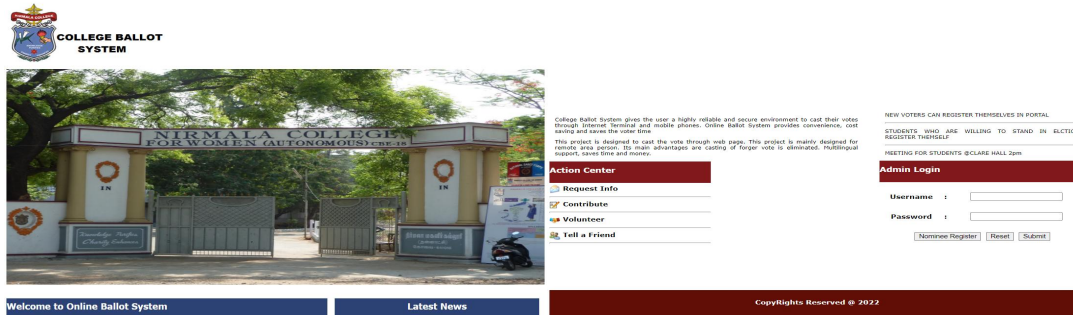 NIRMALA COLLEGE
COLLEGE BALLOT
SYSTEM
NIRMALA COLLEGE
FOR WOMEN (AUTONOMOUS) CBE-18
IN
IN
Welcome to Online Ballot System
Latest News
College Ballot System gives the user a highly reliable and secure environment to cast their votes
through Internet Terminal and mobile phones. Online Ballot System provides convenience, cost
saving and saves the voter time
This project is designed to cast the vote through web page. This project is mainly designed for
remote area person. Its main advantages are casting of forger vote is eliminated. Multilingual
support, saves time and money.
Action Center
Request Info
Contribute
Volunteer
Tell a Friend
NEW VOTERS CAN REGISTER THEMSELVES IN PORTAL
STUDENTS WHO ARE WILLING TO STAND IN ELCTIO
REGISTER THEMSELF
MEETING FOR STUDENTS @CLARE HALL 2pm
Admin Login
Username :
Password :
Nominee Register Reset Submit
CopyRights Reserved @ 2022